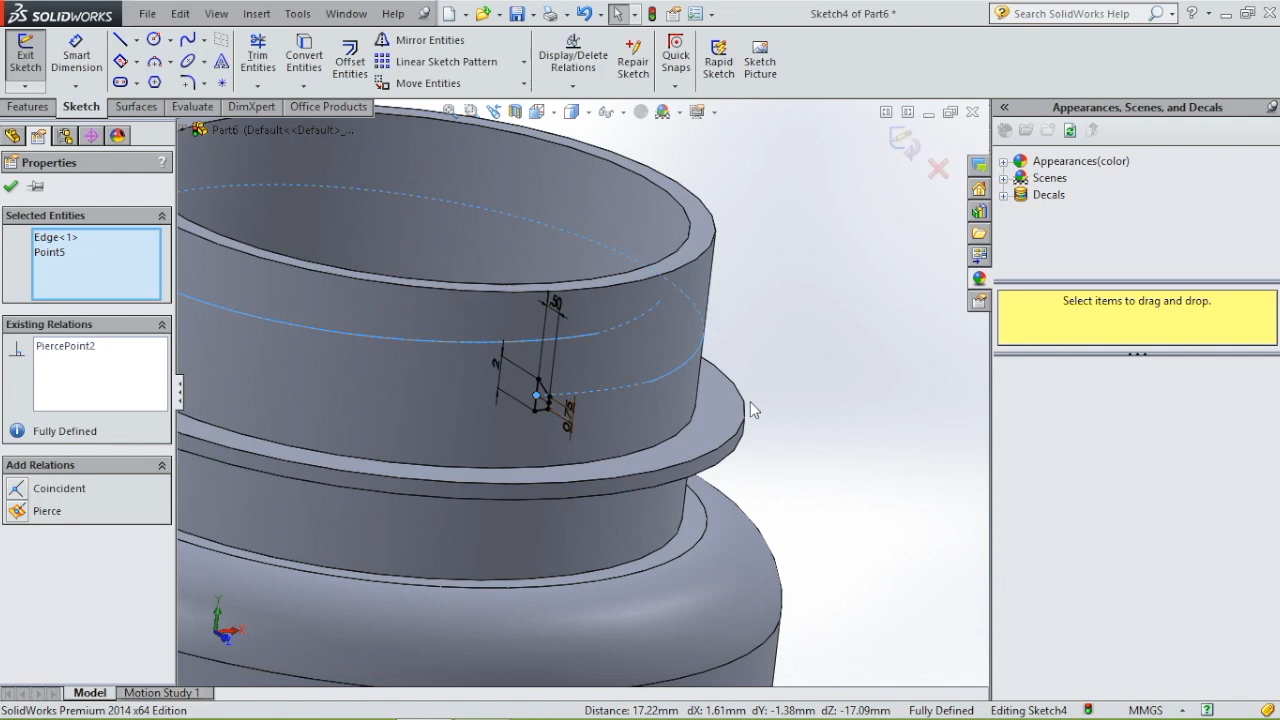 SOLIDWORKS File Edit View Insert Tools Window Help Sketch4 of Part6 * Search SolidWorks Help
Exit Sketch
Smart Dimension
Trim Entities
Convert Entities
Offset Entities
Mirror Entities
Linear Sketch Pattern
Move Entities
Display/Delete Relations
Repair Sketch
Quick Snaps
Rapid Sketch
Sketch Picture
Features Sketch Surfaces Evaluate DimXpert Office Products
Part6 (Default<<Default>_...
Properties ?
Selected Entities
Edge<1>
Point5
Existing Relations
PiercePoint2
Fully Defined
Add Relations
Coincident
Pierce
.50
2
0.75
Y
X
Z
Appearances, Scenes, and Decals
Appearances(color)
Scenes
Decals
Select items to drag and drop.
Model Motion Study 1
SolidWorks Premium 2014 x64 Edition Distance: 17.22mm dX: 1.61mm dY: -1.38mm dZ: -17.09mm Fully Defined Editing Sketch4 MMGS